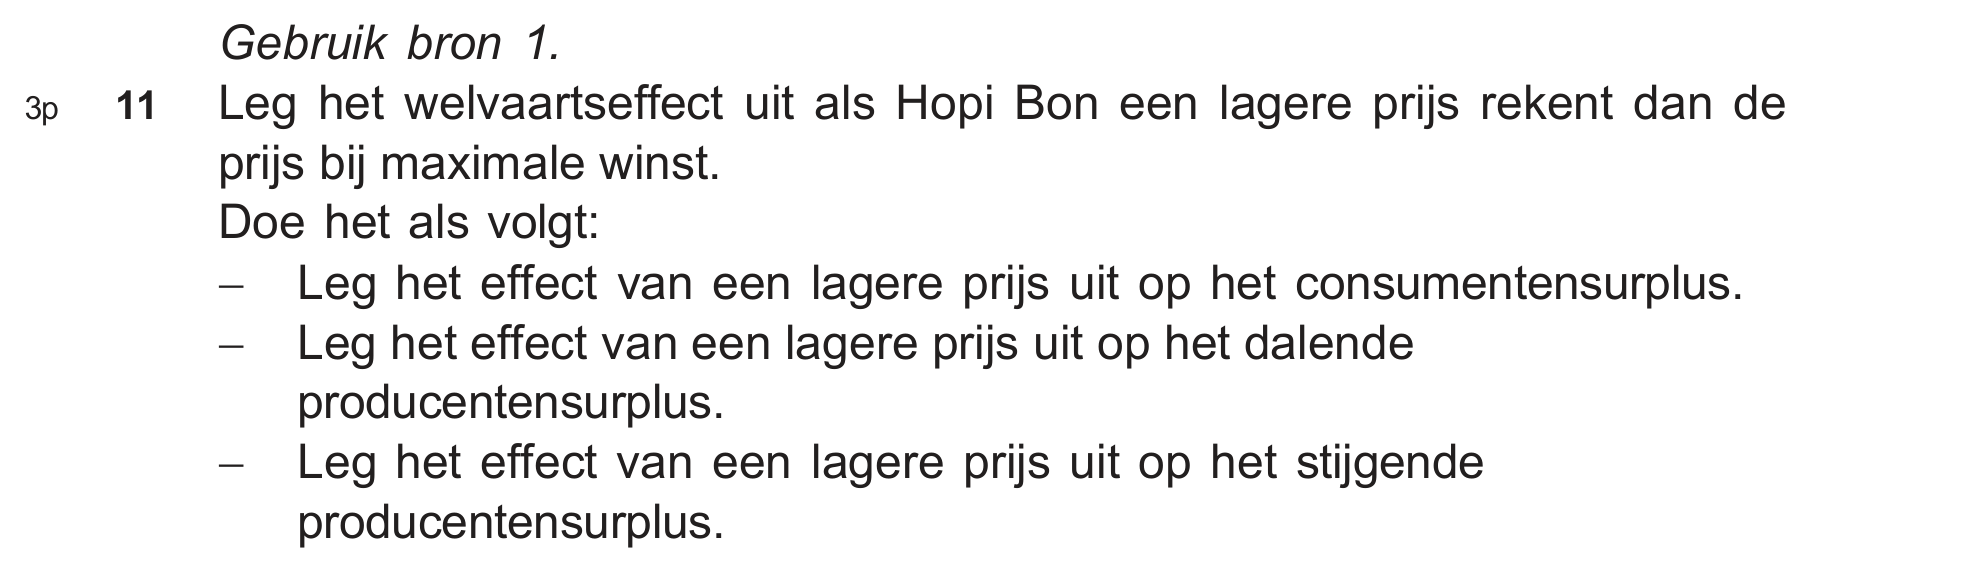 Gebruik bron 1.
3p 11 Leg het welvaartseffect uit als Hopi Bon een lagere prijs rekent dan de
prijs bij maximale winst.
Doe het als volgt:
– Leg het effect van een lagere prijs uit op het consumentensurplus.
– Leg het effect van een lagere prijs uit op het dalende
producentensurplus.
– Leg het effect van een lagere prijs uit op het stijgende
producentensurplus.